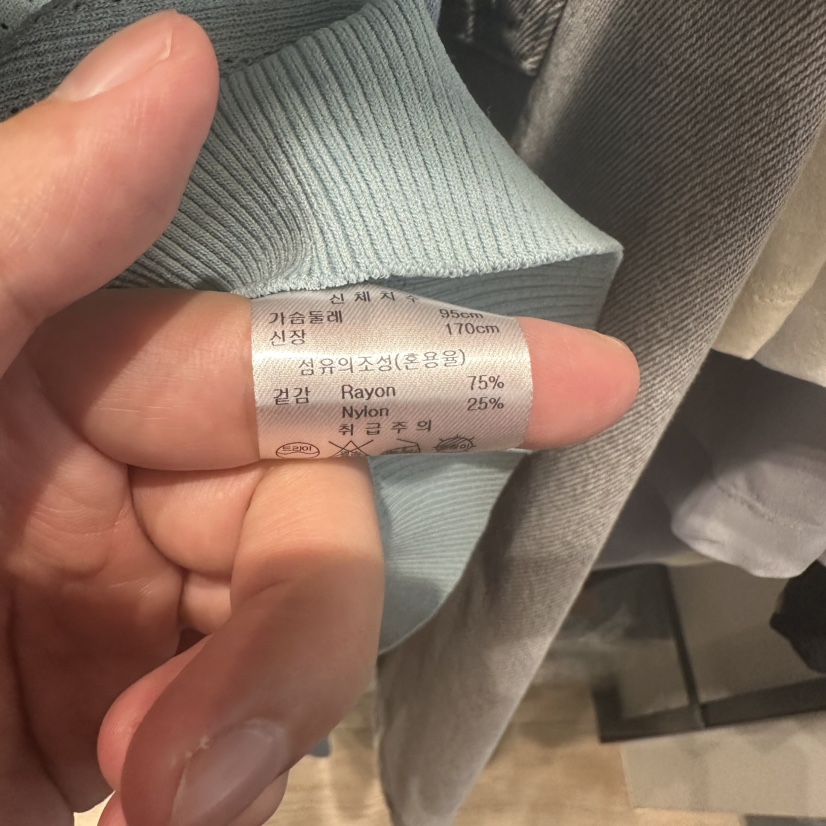 신 체 치 수
가슴둘레 95cm
신장 170cm
섬유의조성(혼용율)
겉감 Rayon 75%
Nylon 25%
취 급 주 의
드라이